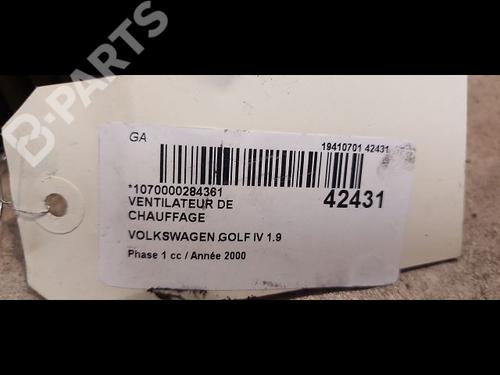 B-PARTS
GA
19410701 42431
*1070000284361
42431
VENTILATEUR DE
CHAUFFAGE
VOLKSWAGEN GOLF IV 1.9
Phase 1 cc / Année 2000